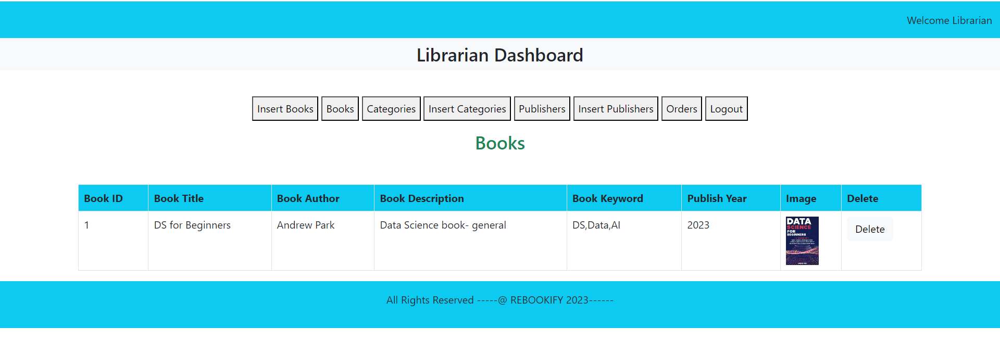 Welcome Librarian
Librarian Dashboard
Insert Books Books Categories Insert Categories Publishers Insert Publishers Orders Logout
Books
Book ID Book Title Book Author Book Description Book Keyword Publish Year Image Delete
1 DS for Beginners Andrew Park Data Science book- general DS,Data,AI 2023 Delete
DATA
SCIENCE
FOR
BEGINNERS
All Rights Reserved -----@ REBOOKIFY 2023------